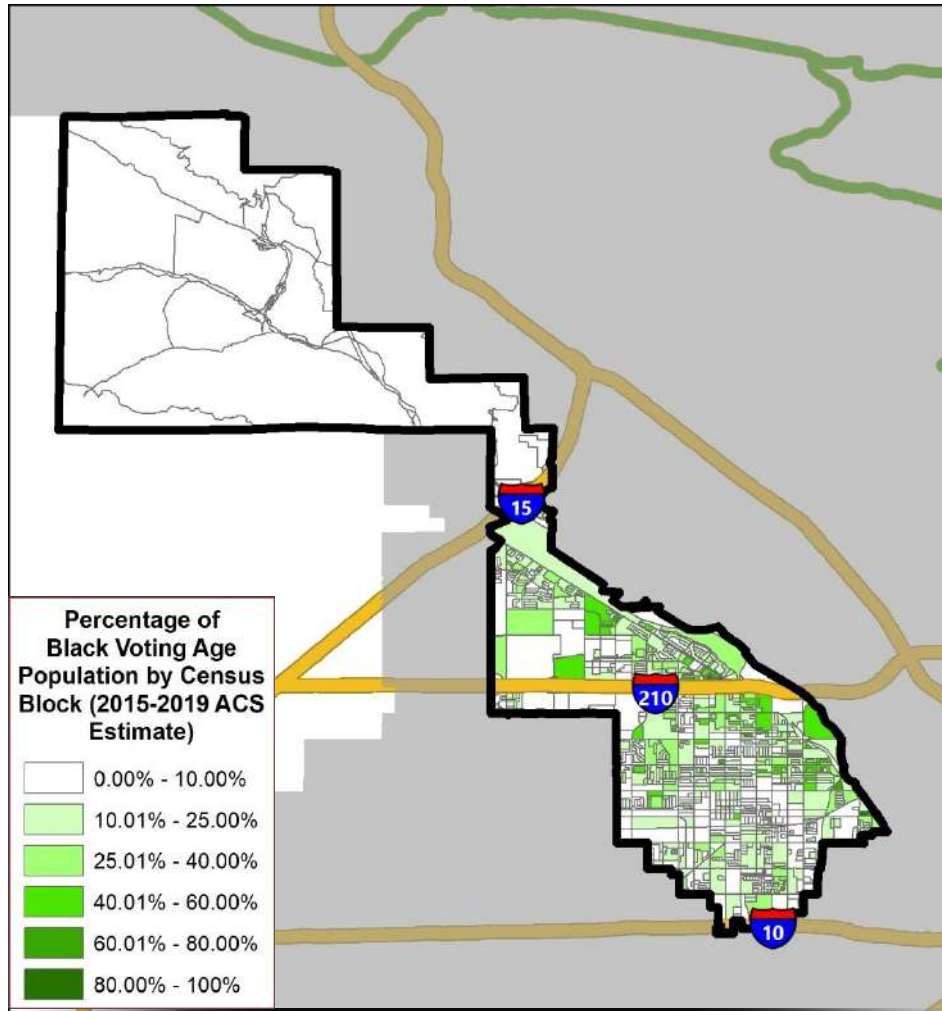 15
210
10
Percentage of
Black Voting Age
Population by Census
Block (2015-2019 ACS
Estimate)
0.00% - 10.00%
10.01% - 25.00%
25.01% - 40.00%
40.01% - 60.00%
60.01% - 80.00%
80.00% - 100%